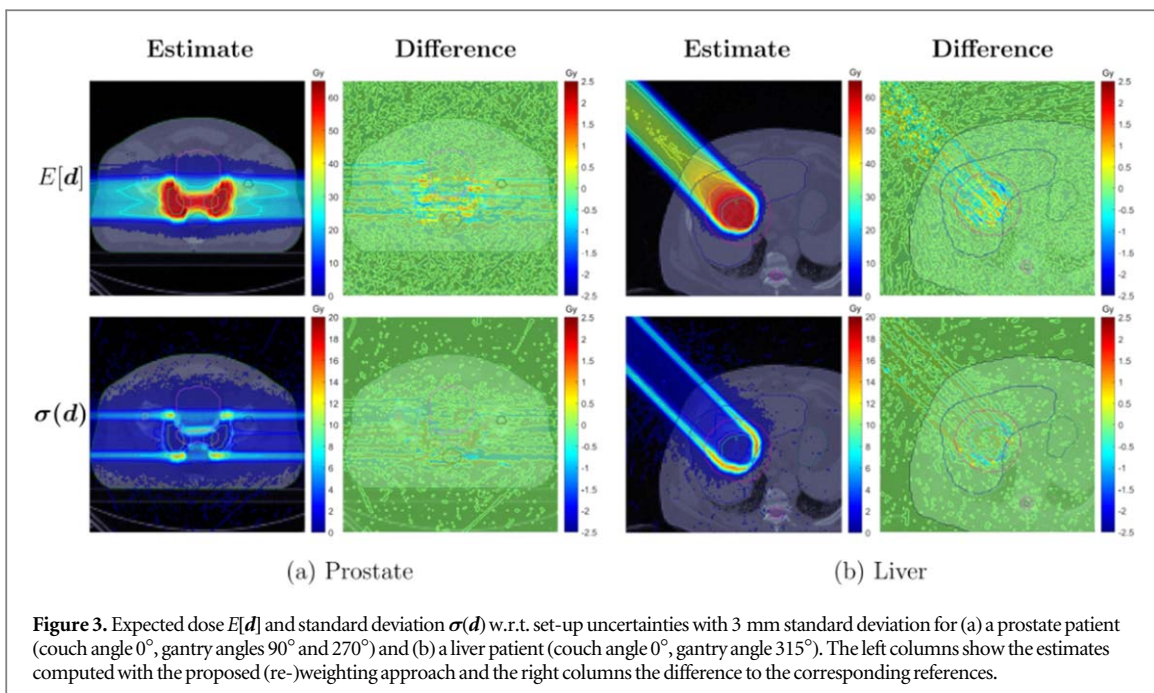 Estimate Difference Estimate Difference
Gy Gy Gy Gy
E[d]
60 50 40 30 20 10 0
2.5 2 1.5 1 0.5 0 -0.5 -1 -1.5 -2 -2.5
60 50 40 30 20 10 0
2.5 2 1.5 1 0.5 0 -0.5 -1 -1.5 -2 -2.5
Gy Gy Gy Gy
σ(d)
20 18 16 14 12 10 8 6 4 2 0
2.5 2 1.5 1 0.5 0 -0.5 -1 -1.5 -2 -2.5
20 18 16 14 12 10 8 6 4 2 0
2.5 2 1.5 1 0.5 0 -0.5 -1 -1.5 -2 -2.5
(a) Prostate (b) Liver
Figure 3. Expected dose E[d] and standard deviation σ(d) w.r.t. set-up uncertainties with 3 mm standard deviation for (a) a prostate patient
(couch angle 0°, gantry angles 90° and 270°) and (b) a liver patient (couch angle 0°, gantry angle 315°). The left columns show the estimates
computed with the proposed (re-)weighting approach and the right columns the difference to the corresponding references.